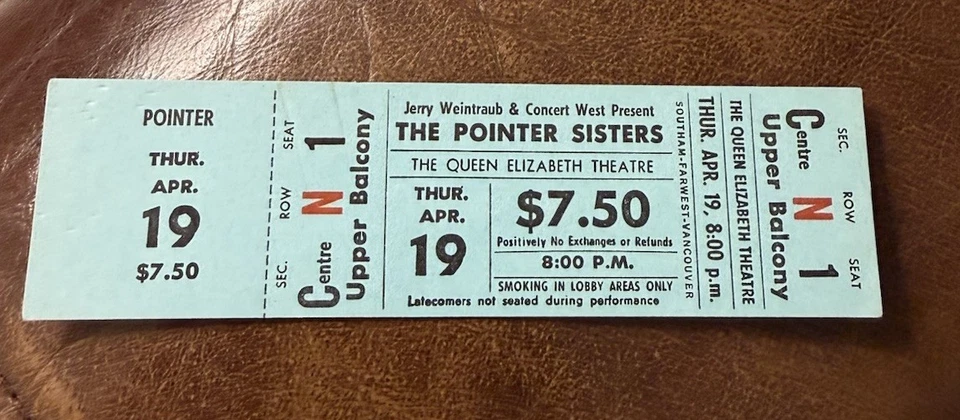 POINTER
THUR.
APR.
19
$7.50
SEC. ROW SEAT
Centre N 1
Upper Balcony
Jerry Weintraub & Concert West Present
THE POINTER SISTERS
THE QUEEN ELIZABETH THEATRE
THUR.
APR.
19
$7.50
Positively No Exchanges or Refunds
8:00 P.M.
SMOKING IN LOBBY AREAS ONLY
Latecomers not seated during performance
SOUTHAM-FARWEST-VANCOUVER
THUR. APR. 19, 8:00 P.M.
THE QUEEN ELIZABETH THEATRE
Upper Balcony
Centre N 1
SEC. ROW SEAT